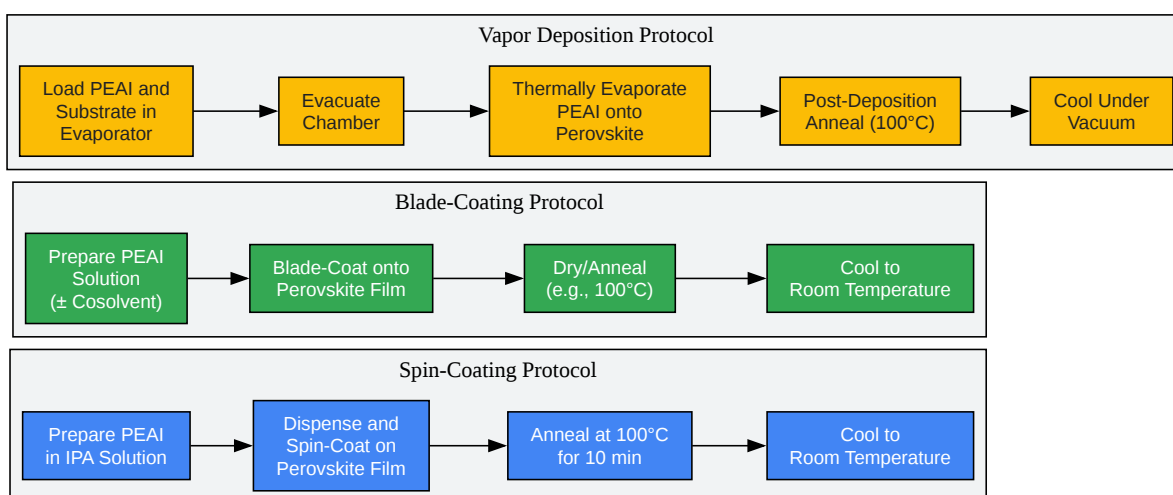 Vapor Deposition Protocol
Load PEAI and
Substrate in
Evaporator
Evacuate
Chamber
Thermally Evaporate
PEAI onto
Perovskite
Post-Deposition
Anneal (100°C)
Cool Under
Vacuum
Blade-Coating Protocol
Prepare PEAI
Solution
(± Cosolvent)
Blade-Coat onto
Perovskite Film
Dry/Anneal
(e.g., 100°C)
Cool to
Room Temperature
Spin-Coating Protocol
Prepare PEAI
in IPA Solution
Dispense and
Spin-Coat on
Perovskite Film
Anneal at 100°C
for 10 min
Cool to
Room Temperature